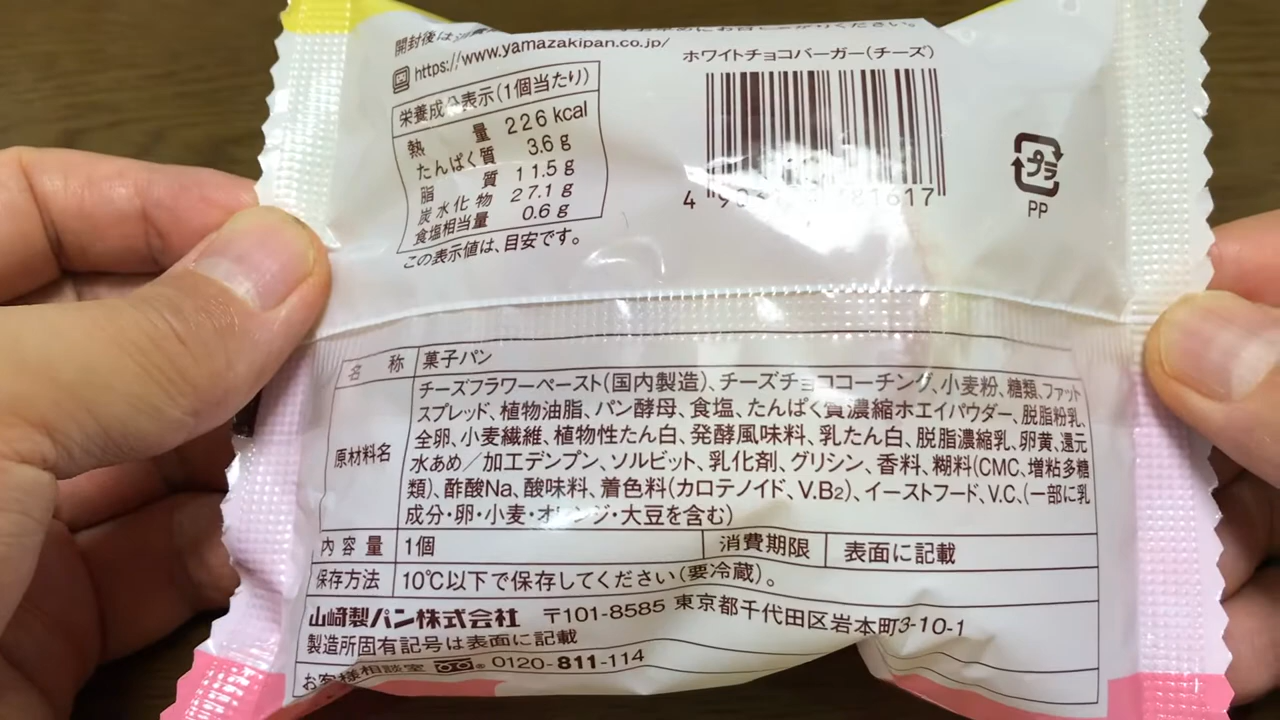 開封後は
https://www.yamazakipan.co.jp/
ホワイトチョコバーガー(チーズ)
栄養成分表示(1個当たり)
熱量 226 kcal
たんぱく質 3.6 g
脂質 11.5 g
炭水化物 27.1 g
食塩相当量 0.6 g
この表示値は、目安です。
プラ
PP
名称 菓子パン
原材料名
チーズフラワーペースト(国内製造)、チーズチョココーチング、小麦粉、糖類、ファット
スプレッド、植物油脂、パン酵母、食塩、たんぱく質濃縮ホエイパウダー、脱脂粉乳、
全卵、小麦繊維、植物性たん白、発酵風味料、乳たん白、脱脂濃縮乳、卵黄、還元
水あめ/加工デンプン、ソルビット、乳化剤、グリシン、香料、糊料(CMC、増粘多糖
類)、酢酸Na、酸味料、着色料(カロテノイド、V.B2)、イーストフード、V.C、(一部に乳
成分・卵・小麦・オレンジ・大豆を含む)
内容量 1個 消費期限 表面に記載
保存方法 10℃以下で保存してください(要冷蔵)。
山崎製パン株式会社 〒101-8585 東京都千代田区岩本町3-10-1
製造所固有記号は表面に記載
お客様相談室 0120-811-114